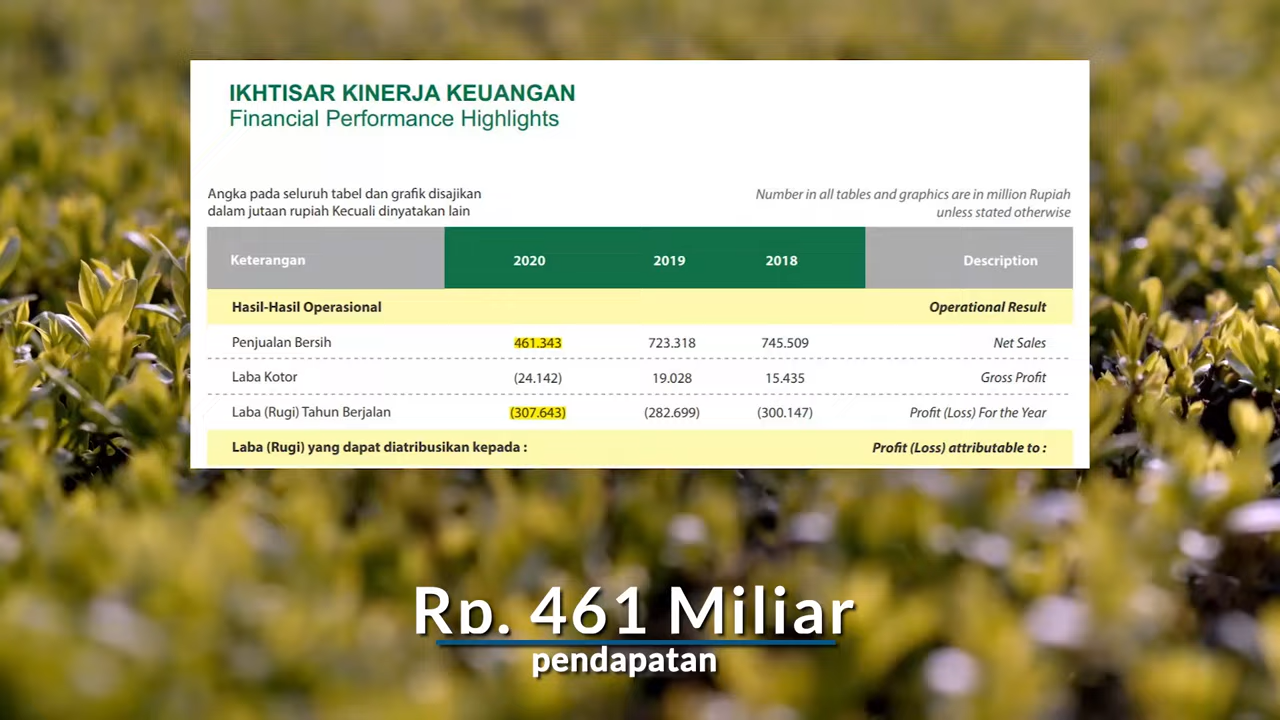 IKHTISAR KINERJA KEUANGAN
Financial Performance Highlights
Angka pada seluruh tabel dan grafik disajikan
dalam jutaan rupiah Kecuali dinyatakan lain
Number in all tables and graphics are in million Rupiah
unless stated otherwise
Keterangan 2020 2019 2018 Description
Hasil-Hasil Operasional Operational Result
Penjualan Bersih 461.343 723.318 745.509 Net Sales
Laba Kotor (24.142) 19.028 15.435 Gross Profit
Laba (Rugi) Tahun Berjalan (307.643) (282.699) (300.147) Profit (Loss) For the Year
Laba (Rugi) yang dapat diatribusikan kepada : Profit (Loss) attributable to :
Rp. 461 Miliar
pendapatan